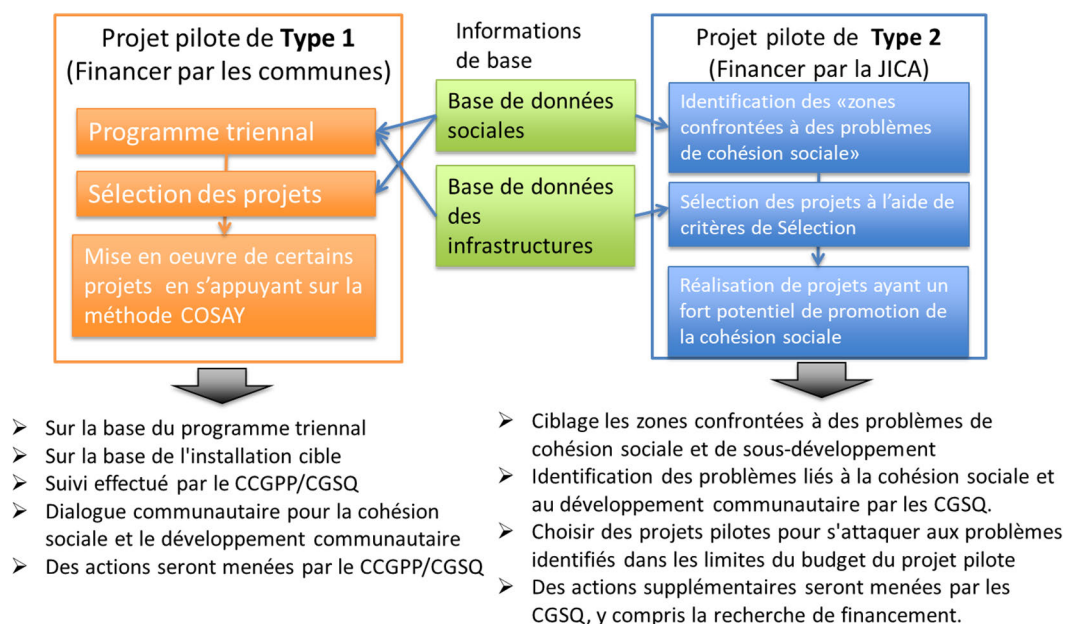 Projet pilote de Type 1
(Financer par les communes)
Programme triennal
Sélection des projets
Mise en oeuvre de certains
projets en s'appuyant sur la
méthode COSAY
Informations
de base
Base de données
sociales
Base de données
des
infrastructures
Projet pilote de Type 2
(Financer par la JICA)
Identification des «zones
confrontées à des problèmes
de cohésion sociale»
Sélection des projets à l'aide de
critères de Sélection
Réalisation de projets ayant un
fort potentiel de promotion de
la cohésion sociale
➢ Sur la base du programme triennal
➢ Sur la base de l'installation cible
➢ Suivi effectué par le CCGPP/CGSQ
➢ Dialogue communautaire pour la cohésion
sociale et le développement communautaire
➢ Des actions seront menées par le CCGPP/CGSQ
➢ Ciblage les zones confrontées à des problèmes de
cohésion sociale et de sous-développement
➢ Identification des problèmes liés à la cohésion sociale et
au développement communautaire par les CGSQ.
➢ Choisir des projets pilotes pour s'attaquer aux problèmes
identifiés dans les limites du budget du projet pilote
➢ Des actions supplémentaires seront menées par les
CGSQ, y compris la recherche de financement.